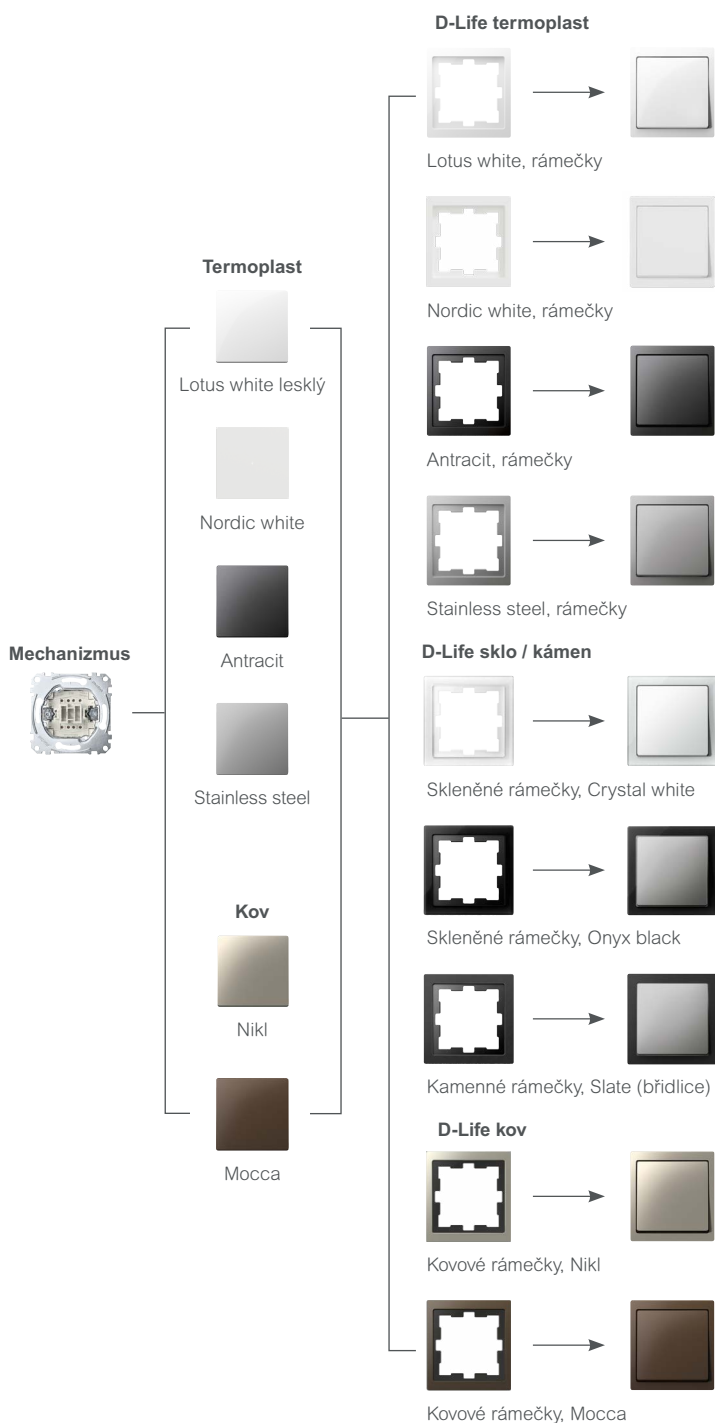 Mechanizmus
Termoplast
Lotus white lesklý
Nordic white
Antracit
Stainless steel
Kov
Nikl
Mocca
D-Life termoplast
Lotus white, rámečky
Nordic white, rámečky
Antracit, rámečky
Stainless steel, rámečky
D-Life sklo / kámen
Skleněné rámečky, Crystal white
Skleněné rámečky, Onyx black
Kamenné rámečky, Slate (břidlice)
D-Life kov
Kovové rámečky, Nikl
Kovové rámečky, Mocca